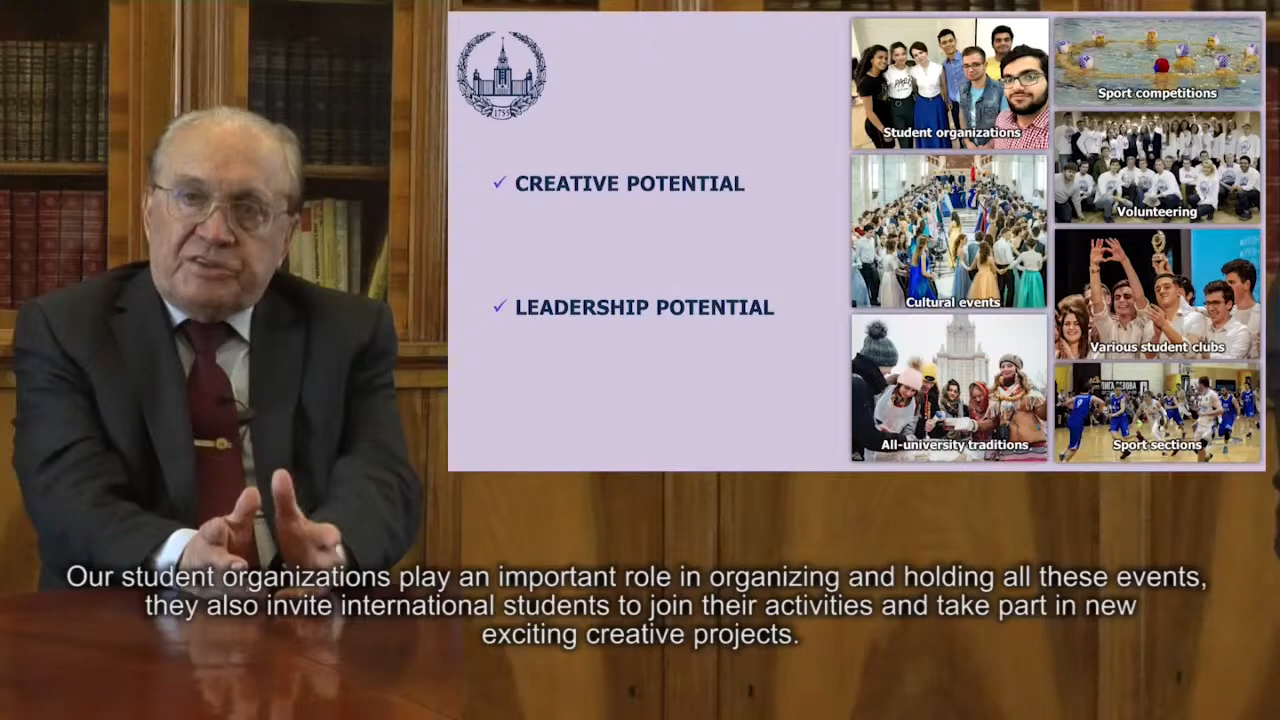 1755
CREATIVE POTENTIAL
LEADERSHIP POTENTIAL
Student organizations
Sport competitions
Volunteering
Cultural events
Various student clubs
All-university traditions
Sport sections
Our student organizations play an important role in organizing and holding all these events,
they also invite international students to join their activities and take part in new
exciting creative projects.